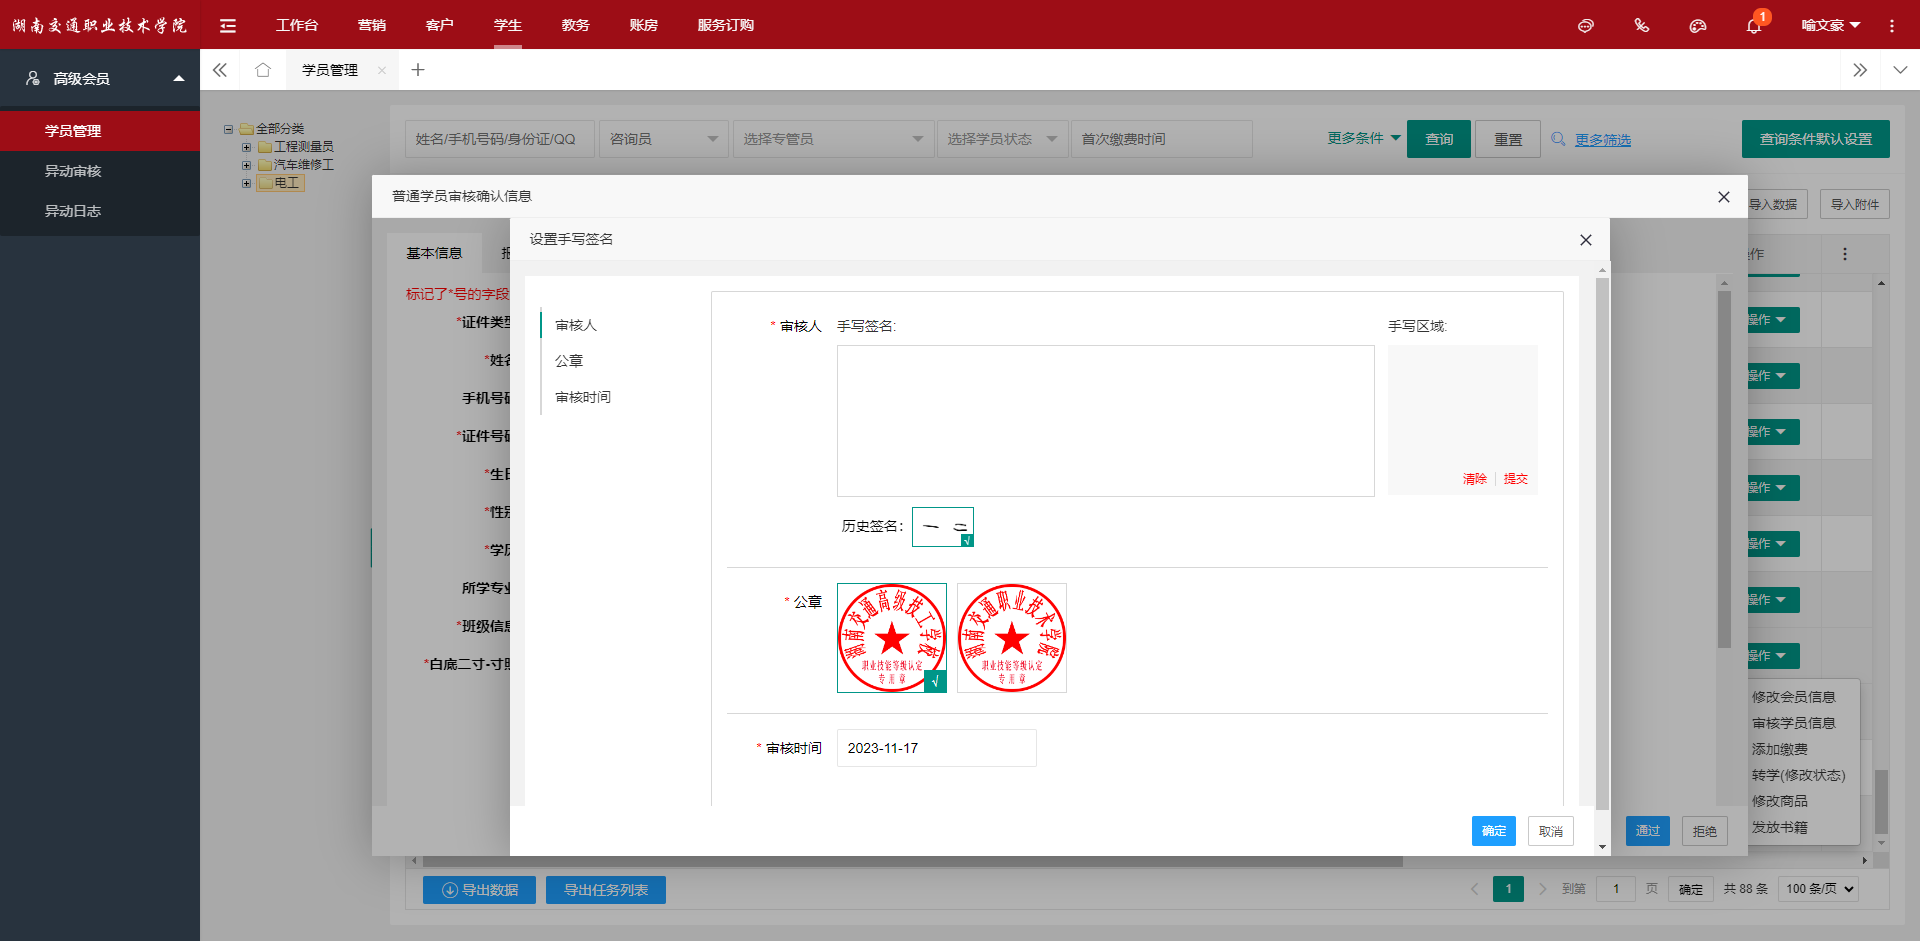 湖南交通职业技术学院
工作台 营销 客户 学生 教务 账房 服务订购
1 喻文豪
高级会员
学员管理
学员管理
异动审核
异动日志
全部分类
工程测量员
汽车维修工
电工
姓名/手机号码/身份证/QQ 咨询员 选择专管员 选择学员状态 首次缴费时间 更多条件 查询 重置 更多筛选 查询条件默认设置
导入数据 导入附件
普通学员审核确认信息
设置手写签名
基本信息
标记了*号的字段
*证件类型
*姓名
手机号码
*证件号码
*生日
*性别
*学历
所学专业
*班级信息
*白底二寸-寸照
审核人
公章
审核时间
* 审核人 手写签名: 手写区域:
清除 提交
历史签名: 一 二 √
* 公章
湖南交通高级技工学校
职业技能等级认定
专用章
√
湖南交通职业技术学院
职业技能等级认定
专用章
* 审核时间 2023-11-17
确定 取消
通过 拒绝
操作
操作
操作
操作
操作
操作
操作
操作
修改会员信息
审核学员信息
添加缴费
转学(修改状态)
修改商品
发放书籍
导出数据 导出任务列表
1 到第 1 页 确定 共 88 条 100 条/页